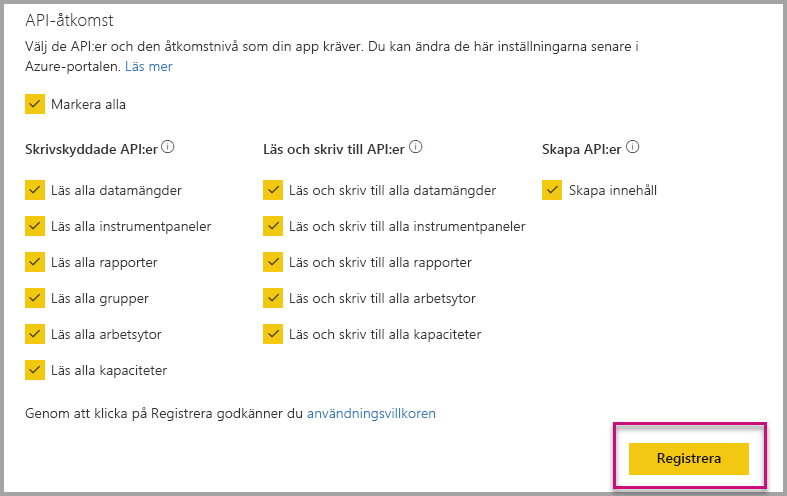 API-åtkomst
Välj de API:er och den åtkomstnivå som din app kräver. Du kan ändra de här inställningarna senare i
Azure-portalen. Läs mer
Markera alla
Skrivskyddade API:er
Läs alla datamängder
Läs alla instrumentpaneler
Läs alla rapporter
Läs alla grupper
Läs alla arbetsytor
Läs alla kapaciteter
Läs och skriv till API:er
Läs och skriv till alla datamängder
Läs och skriv till alla instrumentpaneler
Läs och skriv till alla rapporter
Läs och skriv till alla arbetsytor
Läs och skriv till alla kapaciteter
Skapa API:er
Skapa innehåll
Genom att klicka på Registrera godkänner du användningsvillkoren
Registrera